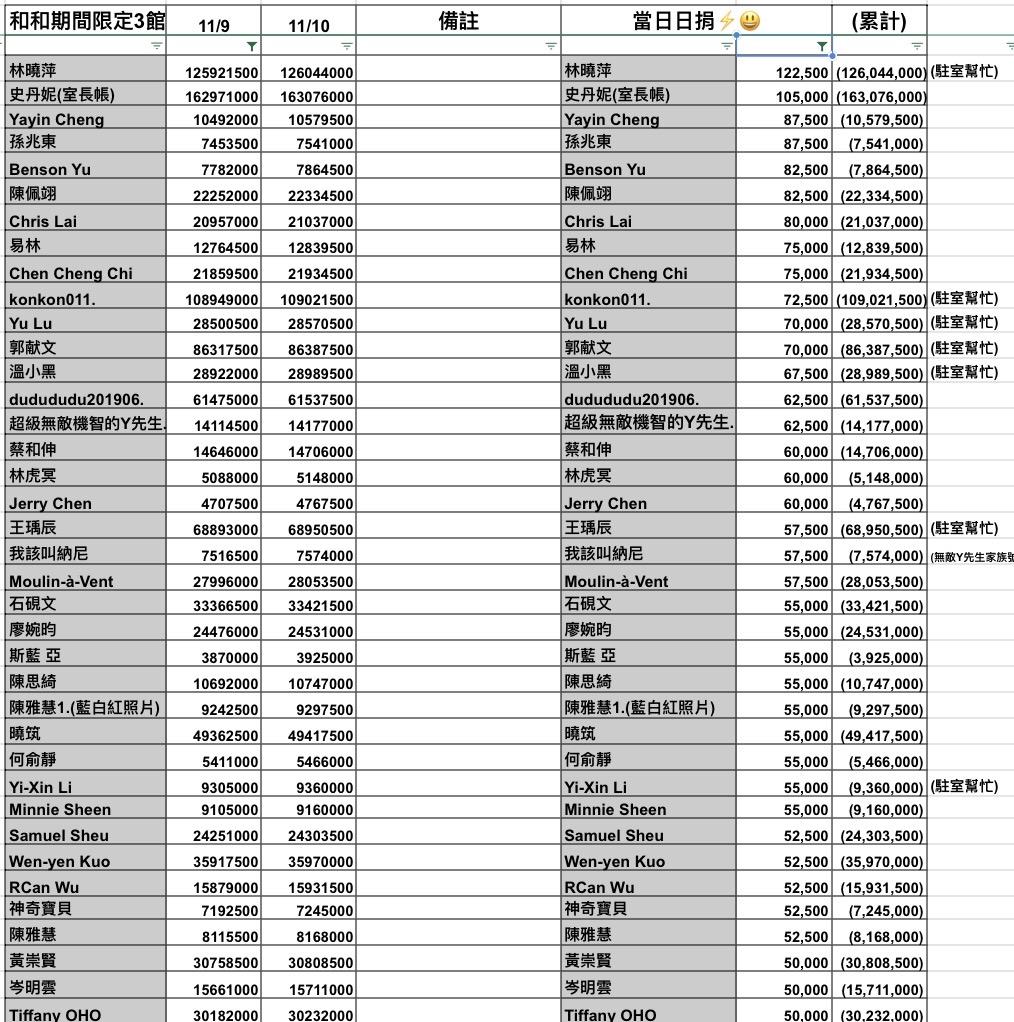 和和期間限定3館 11/9 11/10 備註 當日日捐⚡😃 (累計)
林曉萍 125921500 126044000 林曉萍 122,500 (126,044,000) (駐室幫忙)
史丹妮(室長帳) 162971000 163076000 史丹妮(室長帳) 105,000 (163,076,000)
Yayin Cheng 10492000 10579500 Yayin Cheng 87,500 (10,579,500)
孫兆東 7453500 7541000 孫兆東 87,500 (7,541,000)
Benson Yu 7782000 7864500 Benson Yu 82,500 (7,864,500)
陳佩翊 22252000 22334500 陳佩翊 82,500 (22,334,500)
Chris Lai 20957000 21037000 Chris Lai 80,000 (21,037,000)
易林 12764500 12839500 易林 75,000 (12,839,500)
Chen Cheng Chi 21859500 21934500 Chen Cheng Chi 75,000 (21,934,500)
konkon011. 108949000 109021500 konkon011. 72,500 (109,021,500) (駐室幫忙)
Yu Lu 28500500 28570500 Yu Lu 70,000 (28,570,500) (駐室幫忙)
郭献文 86317500 86387500 郭献文 70,000 (86,387,500) (駐室幫忙)
溫小黑 28922000 28989500 溫小黑 67,500 (28,989,500) (駐室幫忙)
dudududu201906. 61475000 61537500 dudududu201906. 62,500 (61,537,500)
超級無敵機智的Y先生. 14114500 14177000 超級無敵機智的Y先生. 62,500 (14,177,000)
蔡和伸 14646000 14706000 蔡和伸 60,000 (14,706,000)
林虎冥 5088000 5148000 林虎冥 60,000 (5,148,000)
Jerry Chen 4707500 4767500 Jerry Chen 60,000 (4,767,500)
王瑀辰 68893000 68950500 王瑀辰 57,500 (68,950,500) (駐室幫忙)
我該叫納尼 7516500 7574000 我該叫納尼 57,500 (7,574,000) (無敵Y先生家族
Moulin-à-Vent 27996000 28053500 Moulin-à-Vent 57,500 (28,053,500)
石硯文 33366500 33421500 石硯文 55,000 (33,421,500)
廖婉昀 24476000 24531000 廖婉昀 55,000 (24,531,000)
斯藍 亞 3870000 3925000 斯藍 亞 55,000 (3,925,000)
陳思綺 10692000 10747000 陳思綺 55,000 (10,747,000)
陳雅慧1.(藍白紅照片) 9242500 9297500 陳雅慧1.(藍白紅照片) 55,000 (9,297,500)
曉筑 49362500 49417500 曉筑 55,000 (49,417,500)
何俞靜 5411000 5466000 何俞靜 55,000 (5,466,000)
Yi-Xin Li 9305000 9360000 Yi-Xin Li 55,000 (9,360,000) (駐室幫忙)
Minnie Sheen 9105000 9160000 Minnie Sheen 55,000 (9,160,000)
Samuel Sheu 24251000 24303500 Samuel Sheu 52,500 (24,303,500)
Wen-yen Kuo 35917500 35970000 Wen-yen Kuo 52,500 (35,970,000)
RCan Wu 15879000 15931500 RCan Wu 52,500 (15,931,500)
神奇寶貝 7192500 7245000 神奇寶貝 52,500 (7,245,000)
陳雅慧 8115500 8168000 陳雅慧 52,500 (8,168,000)
黃崇賢 30758500 30808500 黃崇賢 50,000 (30,808,500)
岑明雲 15661000 15711000 岑明雲 50,000 (15,711,000)
Tiffany OHO 30182000 30232000 Tiffany OHO 50,000 (30,232,000)